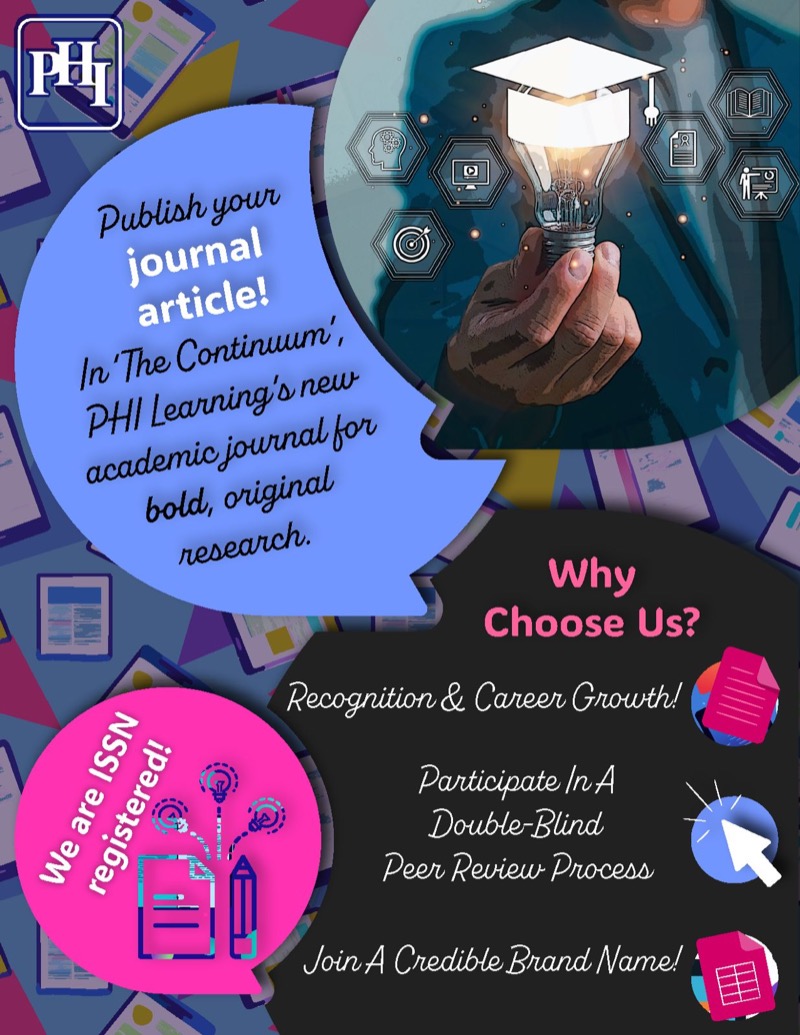 PHI
Publish your
journal
article!
In 'The Continuum',
PHI Learning's new
academic journal for
bold, original
research.
Why
Choose Us?
Recognition & Career Growth!
Participate In A
Double-Blind
Peer Review Process
Join A Credible Brand Name!
We are ISSN
registered!